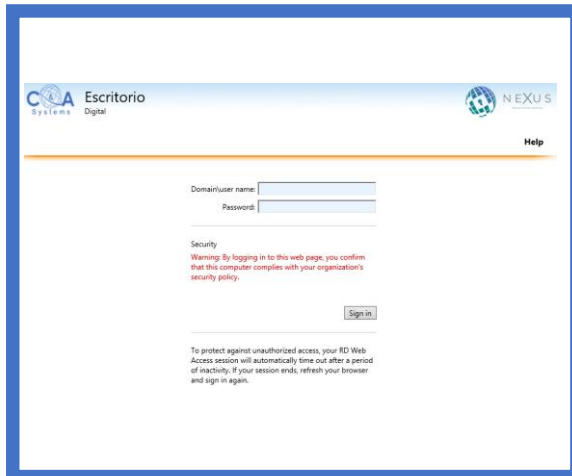 C&A Systems
Escritorio
Digital
NEXUS
Help
Domain\user name:
Password:
Security
Warning: By logging in to this web page, you confirm
that this computer complies with your organization's
security policy.
Sign in
To protect against unauthorized access, your RD Web
Access session will automatically time out after a period
of inactivity. If your session ends, refresh your browser
and sign in again.